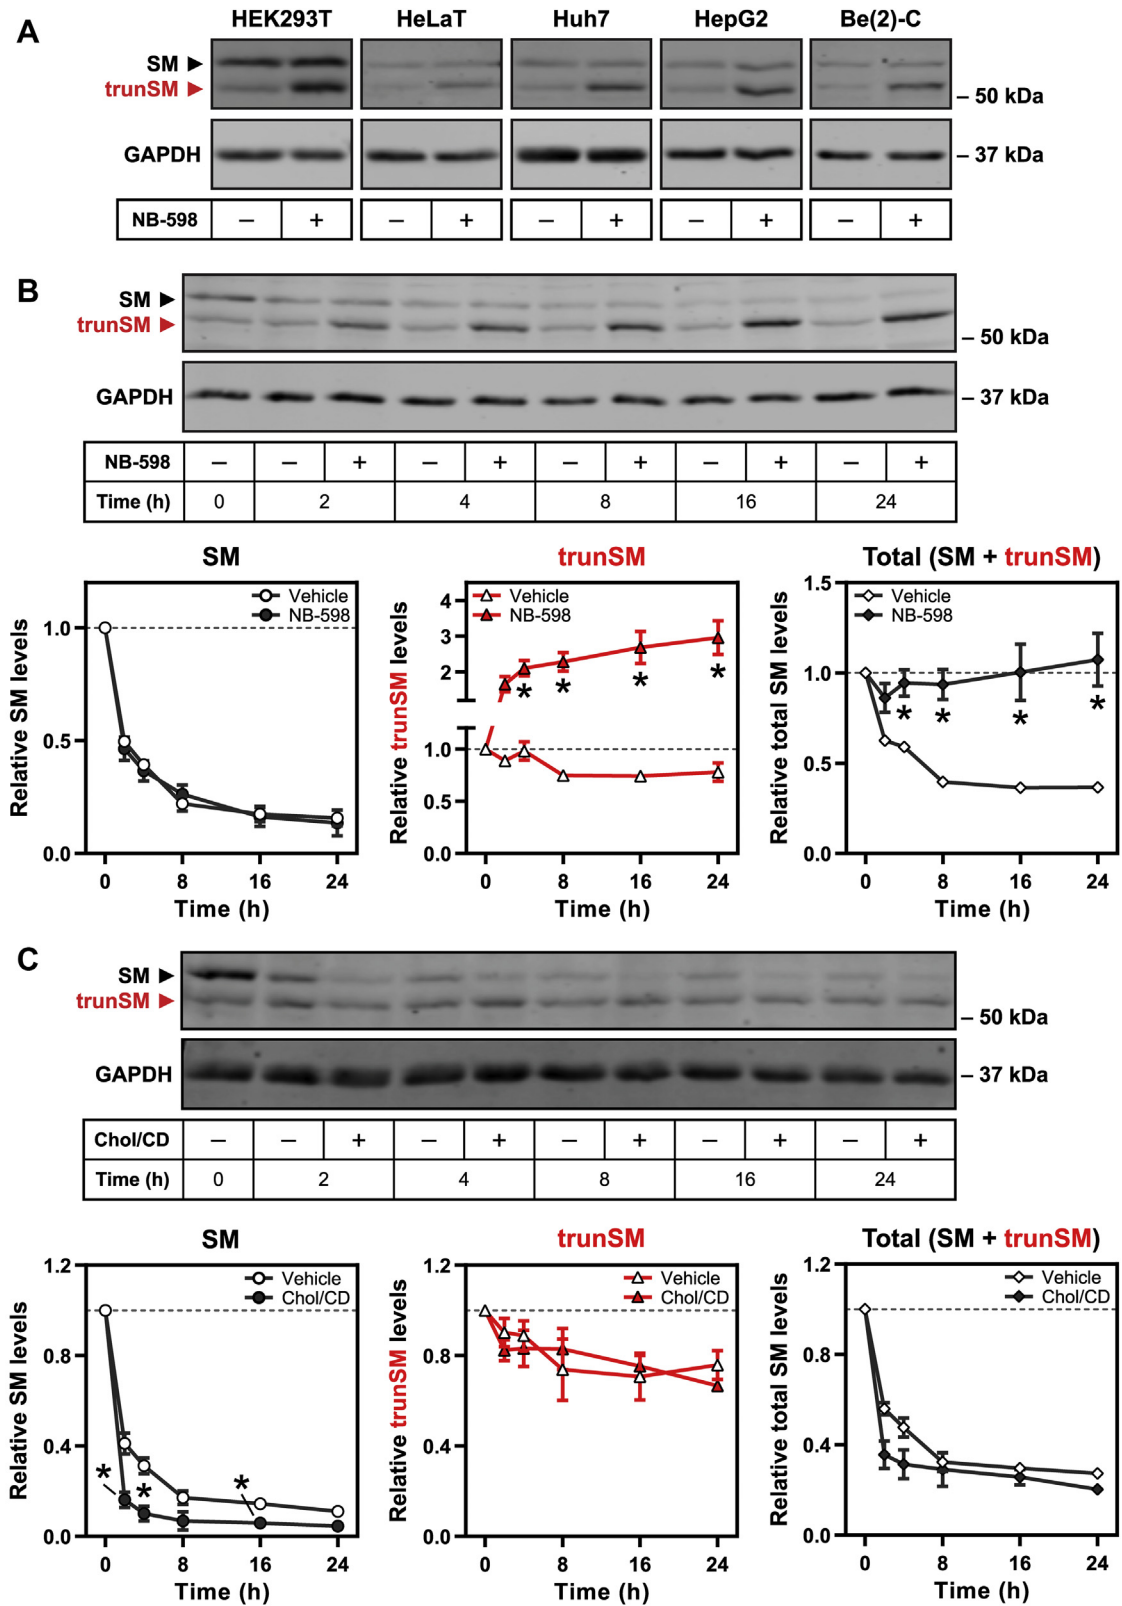 A
HEK293T HeLaT Huh7 HepG2 Be(2)-C
SM
trunSM
– 50 kDa
GAPDH
– 37 kDa
NB-598 – + – + – + – + – +
B
SM
trunSM
– 50 kDa
GAPDH
– 37 kDa
NB-598 – – + – + – + – + – +
Time (h) 0 2 4 8 16 24
SM
Relative SM levels
1.0
0.5
0.0
Vehicle
NB-598
0 8 16 24
Time (h)
trunSM
Relative trunSM levels
4
3
2
1.0
0.5
0.0
Vehicle
NB-598
* * * *
0 8 16 24
Time (h)
Total (SM + trunSM)
Relative total SM levels
1.5
1.0
0.5
0.0
Vehicle
NB-598
* * * *
0 8 16 24
Time (h)
C
SM
trunSM
– 50 kDa
GAPDH
– 37 kDa
Chol/CD – – + – + – + – + – +
Time (h) 0 2 4 8 16 24
SM
Relative SM levels
1.2
0.8
0.4
0.0
Vehicle
Chol/CD
* * *
0 8 16 24
Time (h)
trunSM
Relative trunSM levels
1.2
0.8
0.4
0.0
Vehicle
Chol/CD
0 8 16 24
Time (h)
Total (SM + trunSM)
Relative total SM levels
1.2
0.8
0.4
0.0
Vehicle
Chol/CD
0 8 16 24
Time (h)